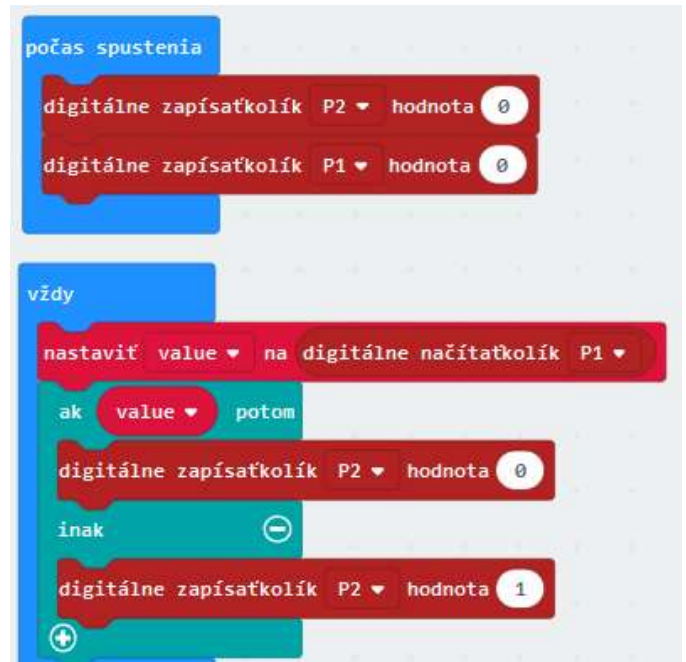 počas spustenia
digitálne zapísaťkolík P2 hodnota 0
digitálne zapísaťkolík P1 hodnota 0
vždy
nastaviť value na digitálne načítaťkolík P1
ak value potom
digitálne zapísaťkolík P2 hodnota 0
inak
digitálne zapísaťkolík P2 hodnota 1